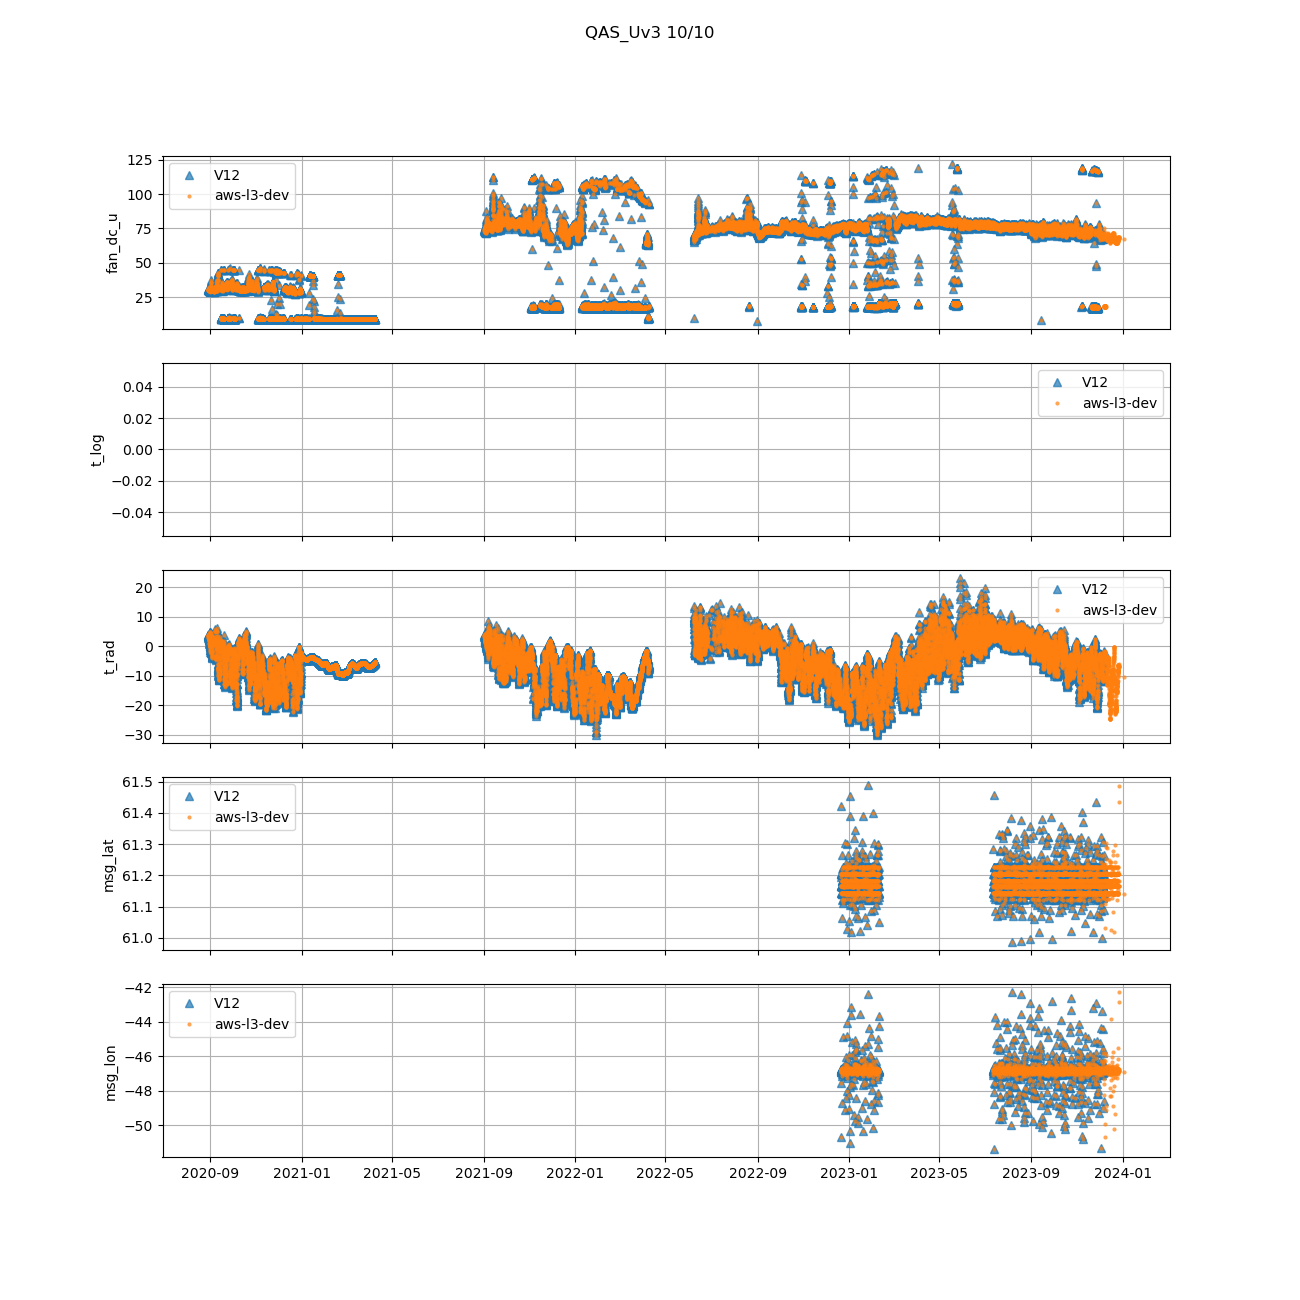 QAS_Uv3 10/10
125
100
75
50
25
fan_dc_u
V12
aws-l3-dev
0.04
0.02
0.00
−0.02
−0.04
t_log
V12
aws-l3-dev
20
10
0
−10
−20
−30
t_rad
V12
aws-l3-dev
61.5
61.4
61.3
61.2
61.1
61.0
msg_lat
V12
aws-l3-dev
−42
−44
−46
−48
−50
msg_lon
V12
aws-l3-dev
2020-09 2021-01 2021-05 2021-09 2022-01 2022-05 2022-09 2023-01 2023-05 2023-09 2024-01